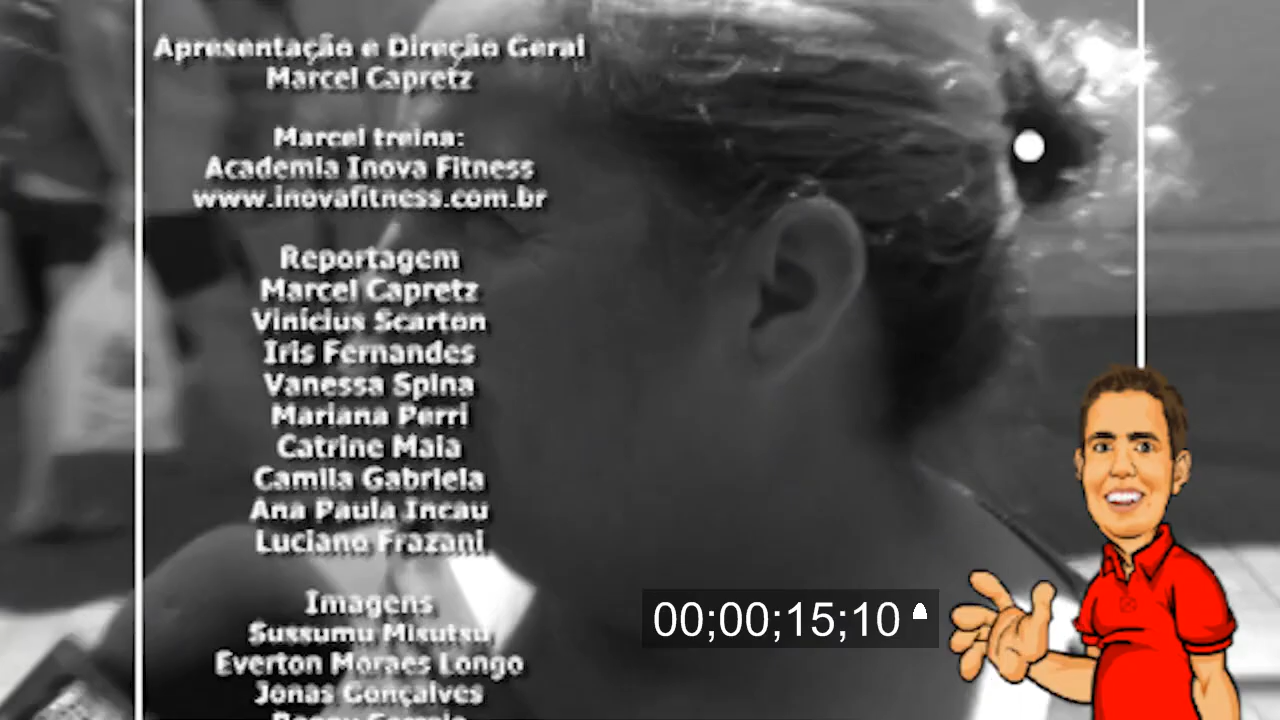 Apresentação e Direção Geral
Marcel Capretz
Marcel treina:
Academia Inova Fitness
www.inovafitness.com.br
Reportagem
Marcel Capretz
Vinícius Scarton
Iris Fernandes
Vanessa Spina
Mariana Perri
Catrine Maia
Camila Gabriela
Ana Paula Incau
Luciano Frazani
Imagens
Sussumu Misutsu
Everton Moraes Longo
Jonas Gonçalves
00;00;15;10